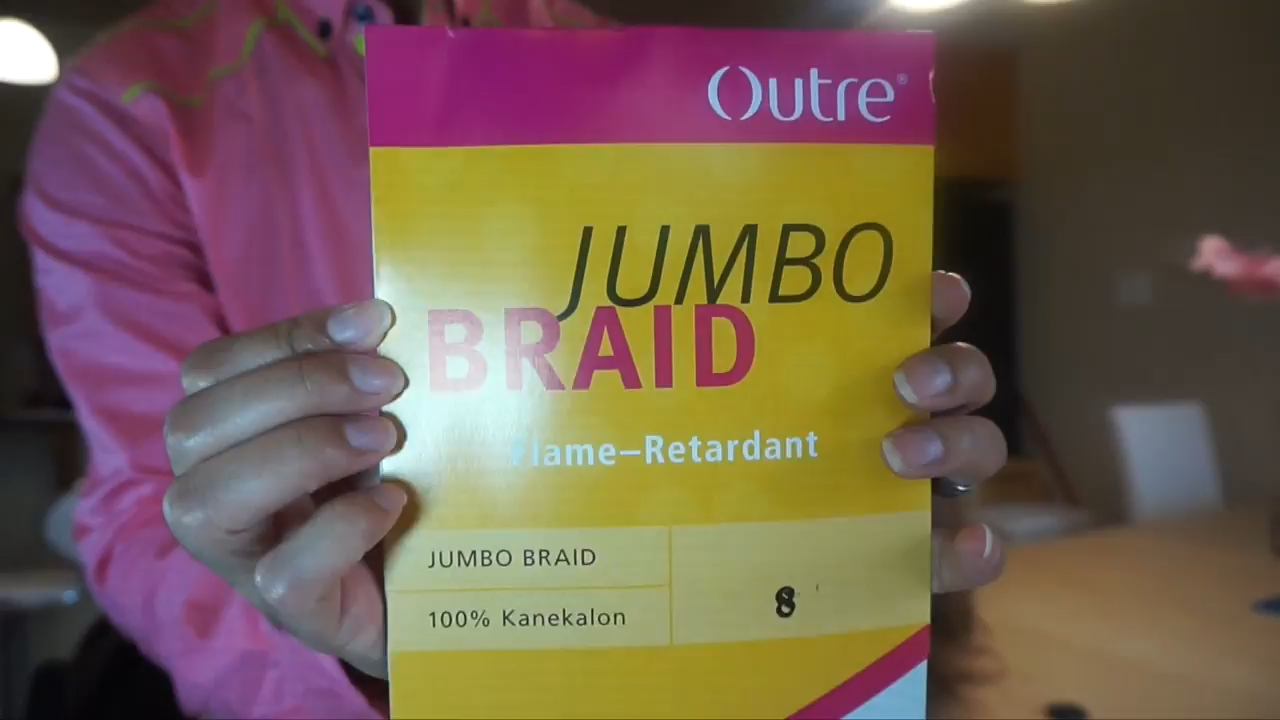 Outre®
JUMBO
BRAID
Flame-Retardant
JUMBO BRAID
100% Kanekalon
8